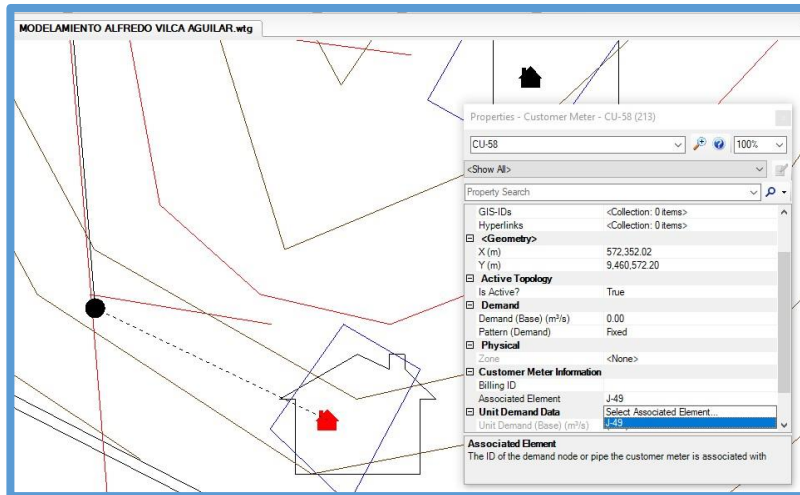 MODELAMIENTO ALFREDO VILCA AGUILAR.wtg
Properties - Customer Meter - CU-58 (213)
CU-58 100%
<Show All>
Property Search
GIS-IDs <Collection: 0 items>
Hyperlinks <Collection: 0 items>
<Geometry>
X (m) 572,352.02
Y (m) 9,460,572.20
Active Topology
Is Active? True
Demand
Demand (Base) (m³/s) 0.00
Pattern (Demand) Fixed
Physical
Zone <None>
Customer Meter Information
Billing ID
Associated Element J-49
Unit Demand Data Select Associated Element...
Unit Demand (Base) (m³/s) J-49
Associated Element
The ID of the demand node or pipe the customer meter is associated with